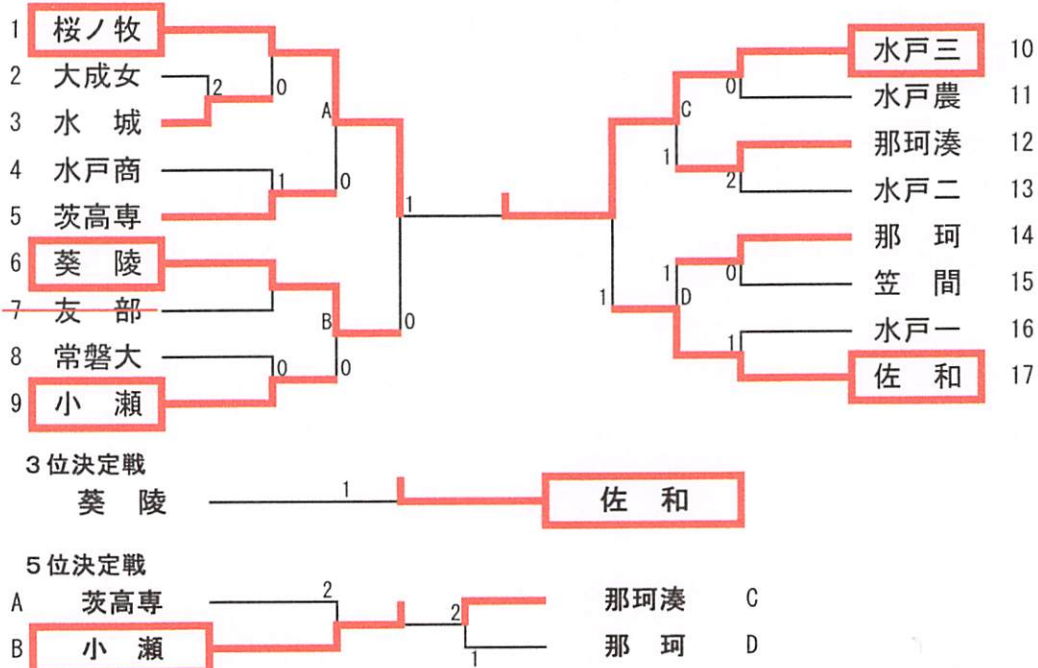 1 桜ノ牧
2 大成女
3 水 城
4 水戸商
5 茨高専
6 葵 陵
7 友 部
8 常磐大
9 小 瀬
2
0
A
1
0
B
0
0
1
0
水戸三 10
水戸農 11
那珂湊 12
水戸二 13
那 珂 14
笠 間 15
水戸一 16
佐 和 17
0
C
1
2
1
0
D
1
1
3位決定戦
葵 陵 1 佐 和
5位決定戦
A 茨高専 2 那珂湊 C
2
B 小 瀬 1 那 珂 D